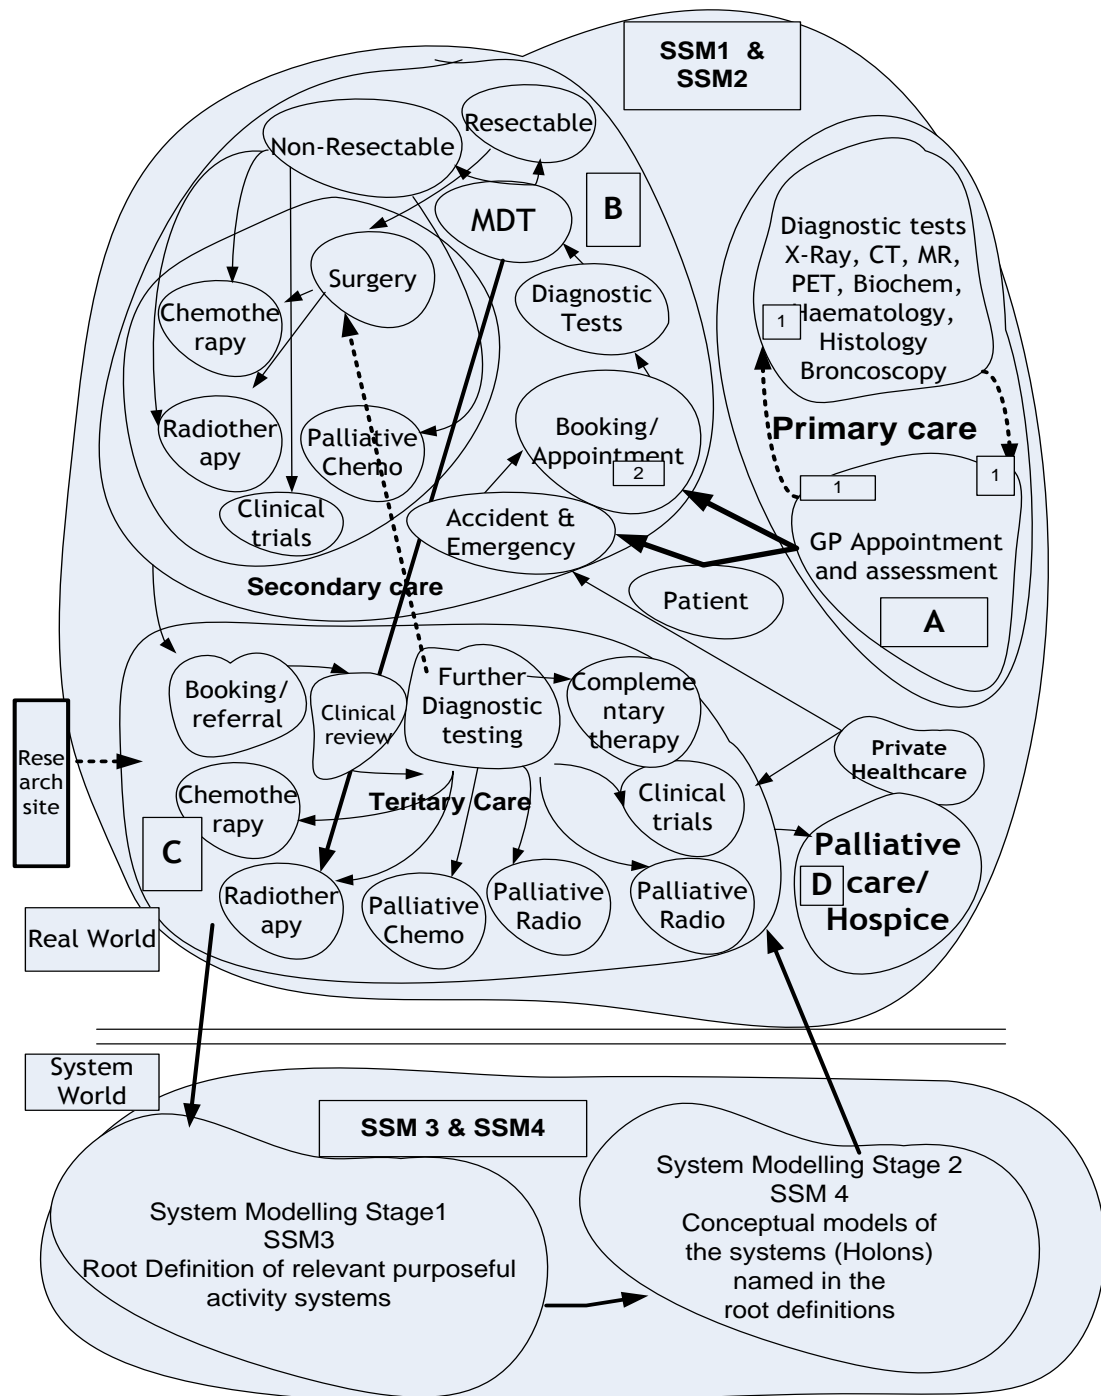 SSM1 &
SSM2
Resectable
Non-Resectable
MDT
B
Surgery
Chemothe
rapy
Diagnostic
Tests
Radiother
apy
Palliative
Chemo
Clinical
trials
Booking/
Appointment
2
Accident &
Emergency
Secondary care
Diagnostic tests
X-Ray, CT, MR,
PET, Biochem,
Haematology,
Histology
Broncoscopy
1
Primary care
1
1
GP Appointment
and assessment
A
Patient
Booking/
referral
Clinical
review
Further
Diagnostic
testing
Compleme
ntary
therapy
Private
Healthcare
Rese
arch
site
Chemothe
rapy
Teritary Care
Clinical
trials
C
Radiother
apy
Palliative
Chemo
Palliative
Radio
Palliative
Radio
Palliative
D care/
Hospice
Real World
System
World
SSM 3 & SSM4
System Modelling Stage1
SSM3
Root Definition of relevant purposeful
activity systems
System Modelling Stage 2
SSM 4
Conceptual models of
the systems (Holons)
named in the
root definitions